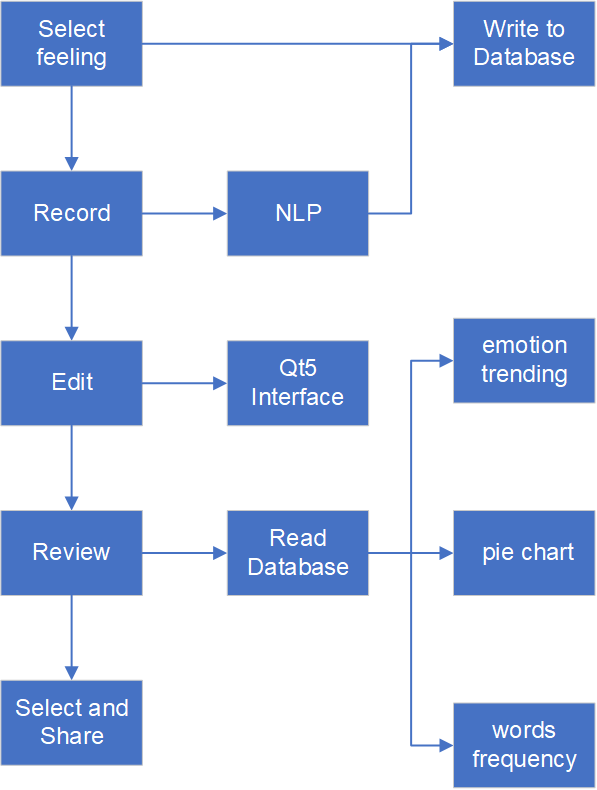 Select
feeling
Write to
Database
Record
NLP
Edit
Qt5
Interface
emotion
trending
Review
Read
Database
pie chart
Select and
Share
words
frequency